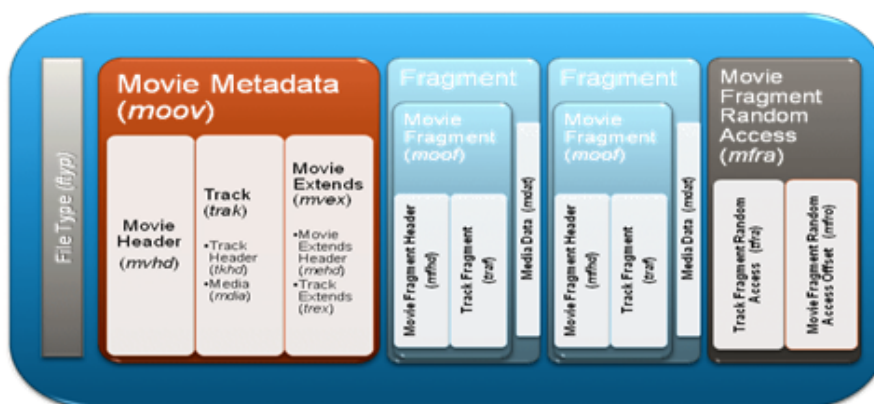 File Type (ftyp)
Movie Metadata
(moov)
Movie
Header
(mvhd)
Track
(trak)
•Track
Header
(tkhd)
•Media
(mdia)
Movie
Extends
(mvex)
•Movie
Extends
Header
(mehd)
•Track
Extends
(trex)
Fragment
Movie
Fragment
(moof)
Movie Fragment Header
(mfhd)
Track Fragment
(traf)
Media Data (mdat)
Fragment
Movie
Fragment
(moof)
Movie Fragment Header
(mfhd)
Track Fragment
(traf)
Media Data (mdat)
Movie
Fragment
Random
Access
(mfra)
Track Fragment Random
Access (tfra)
Movie Fragment Random
Access Offset (mfro)